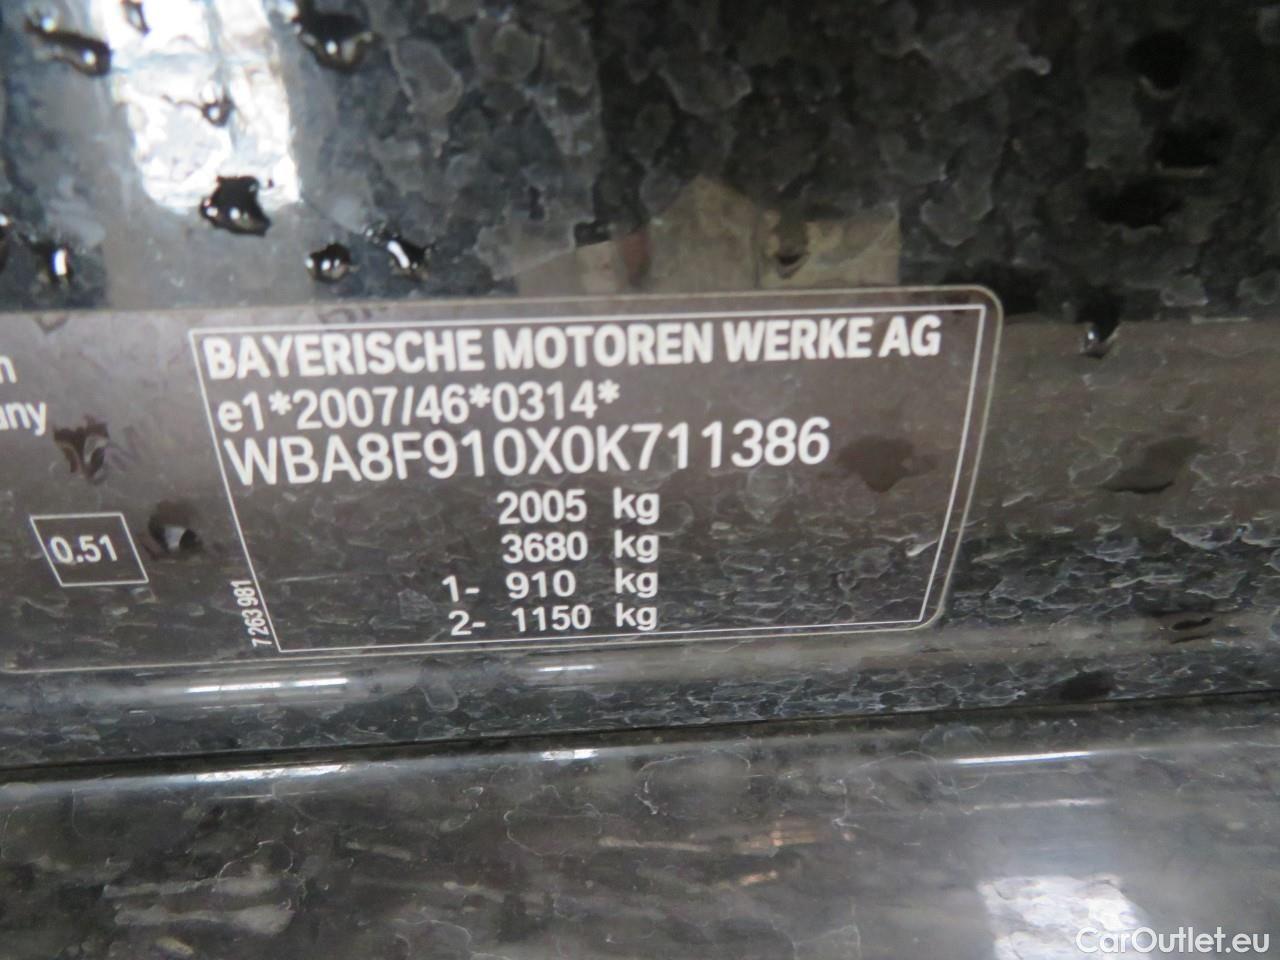 BAYERISCHE MOTOREN WERKE AG
e1*2007/46*0314*
any
WBA8F910X0K711386
2005 kg
0.51
3680 kg
1- 910 kg
2- 1150 kg
7 263 981
CarOutlet.eu